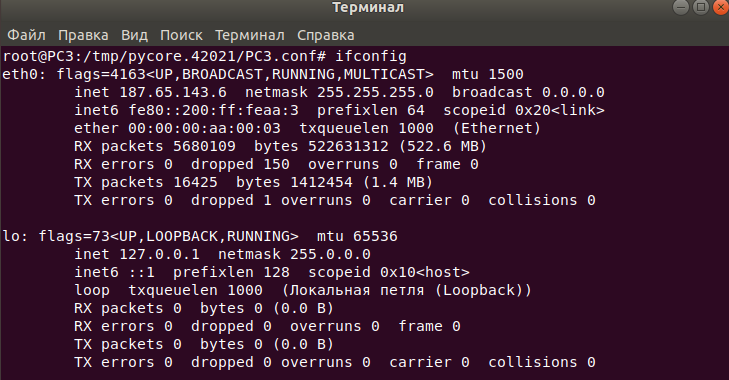 Терминал
Файл Правка Вид Поиск Терминал Справка
root@PC3:/tmp/pycore.42021/PC3.conf# ifconfig
eth0: flags=4163<UP,BROADCAST,RUNNING,MULTICAST>  mtu 1500
        inet 187.65.143.6  netmask 255.255.255.0  broadcast 0.0.0.0
        inet6 fe80::200:ff:feaa:3  prefixlen 64  scopeid 0x20<link>
        ether 00:00:00:aa:00:03  txqueuelen 1000  (Ethernet)
        RX packets 5680109  bytes 522631312 (522.6 MB)
        RX errors 0  dropped 150  overruns 0  frame 0
        TX packets 16425  bytes 1412454 (1.4 MB)
        TX errors 0  dropped 1 overruns 0  carrier 0  collisions 0

lo: flags=73<UP,LOOPBACK,RUNNING>  mtu 65536
        inet 127.0.0.1  netmask 255.0.0.0
        inet6 ::1  prefixlen 128  scopeid 0x10<host>
        loop  txqueuelen 1000  (Локальная петля (Loopback))
        RX packets 0  bytes 0 (0.0 B)
        RX errors 0  dropped 0  overruns 0  frame 0
        TX packets 0  bytes 0 (0.0 B)
        TX errors 0  dropped 0 overruns 0  carrier 0  collisions 0